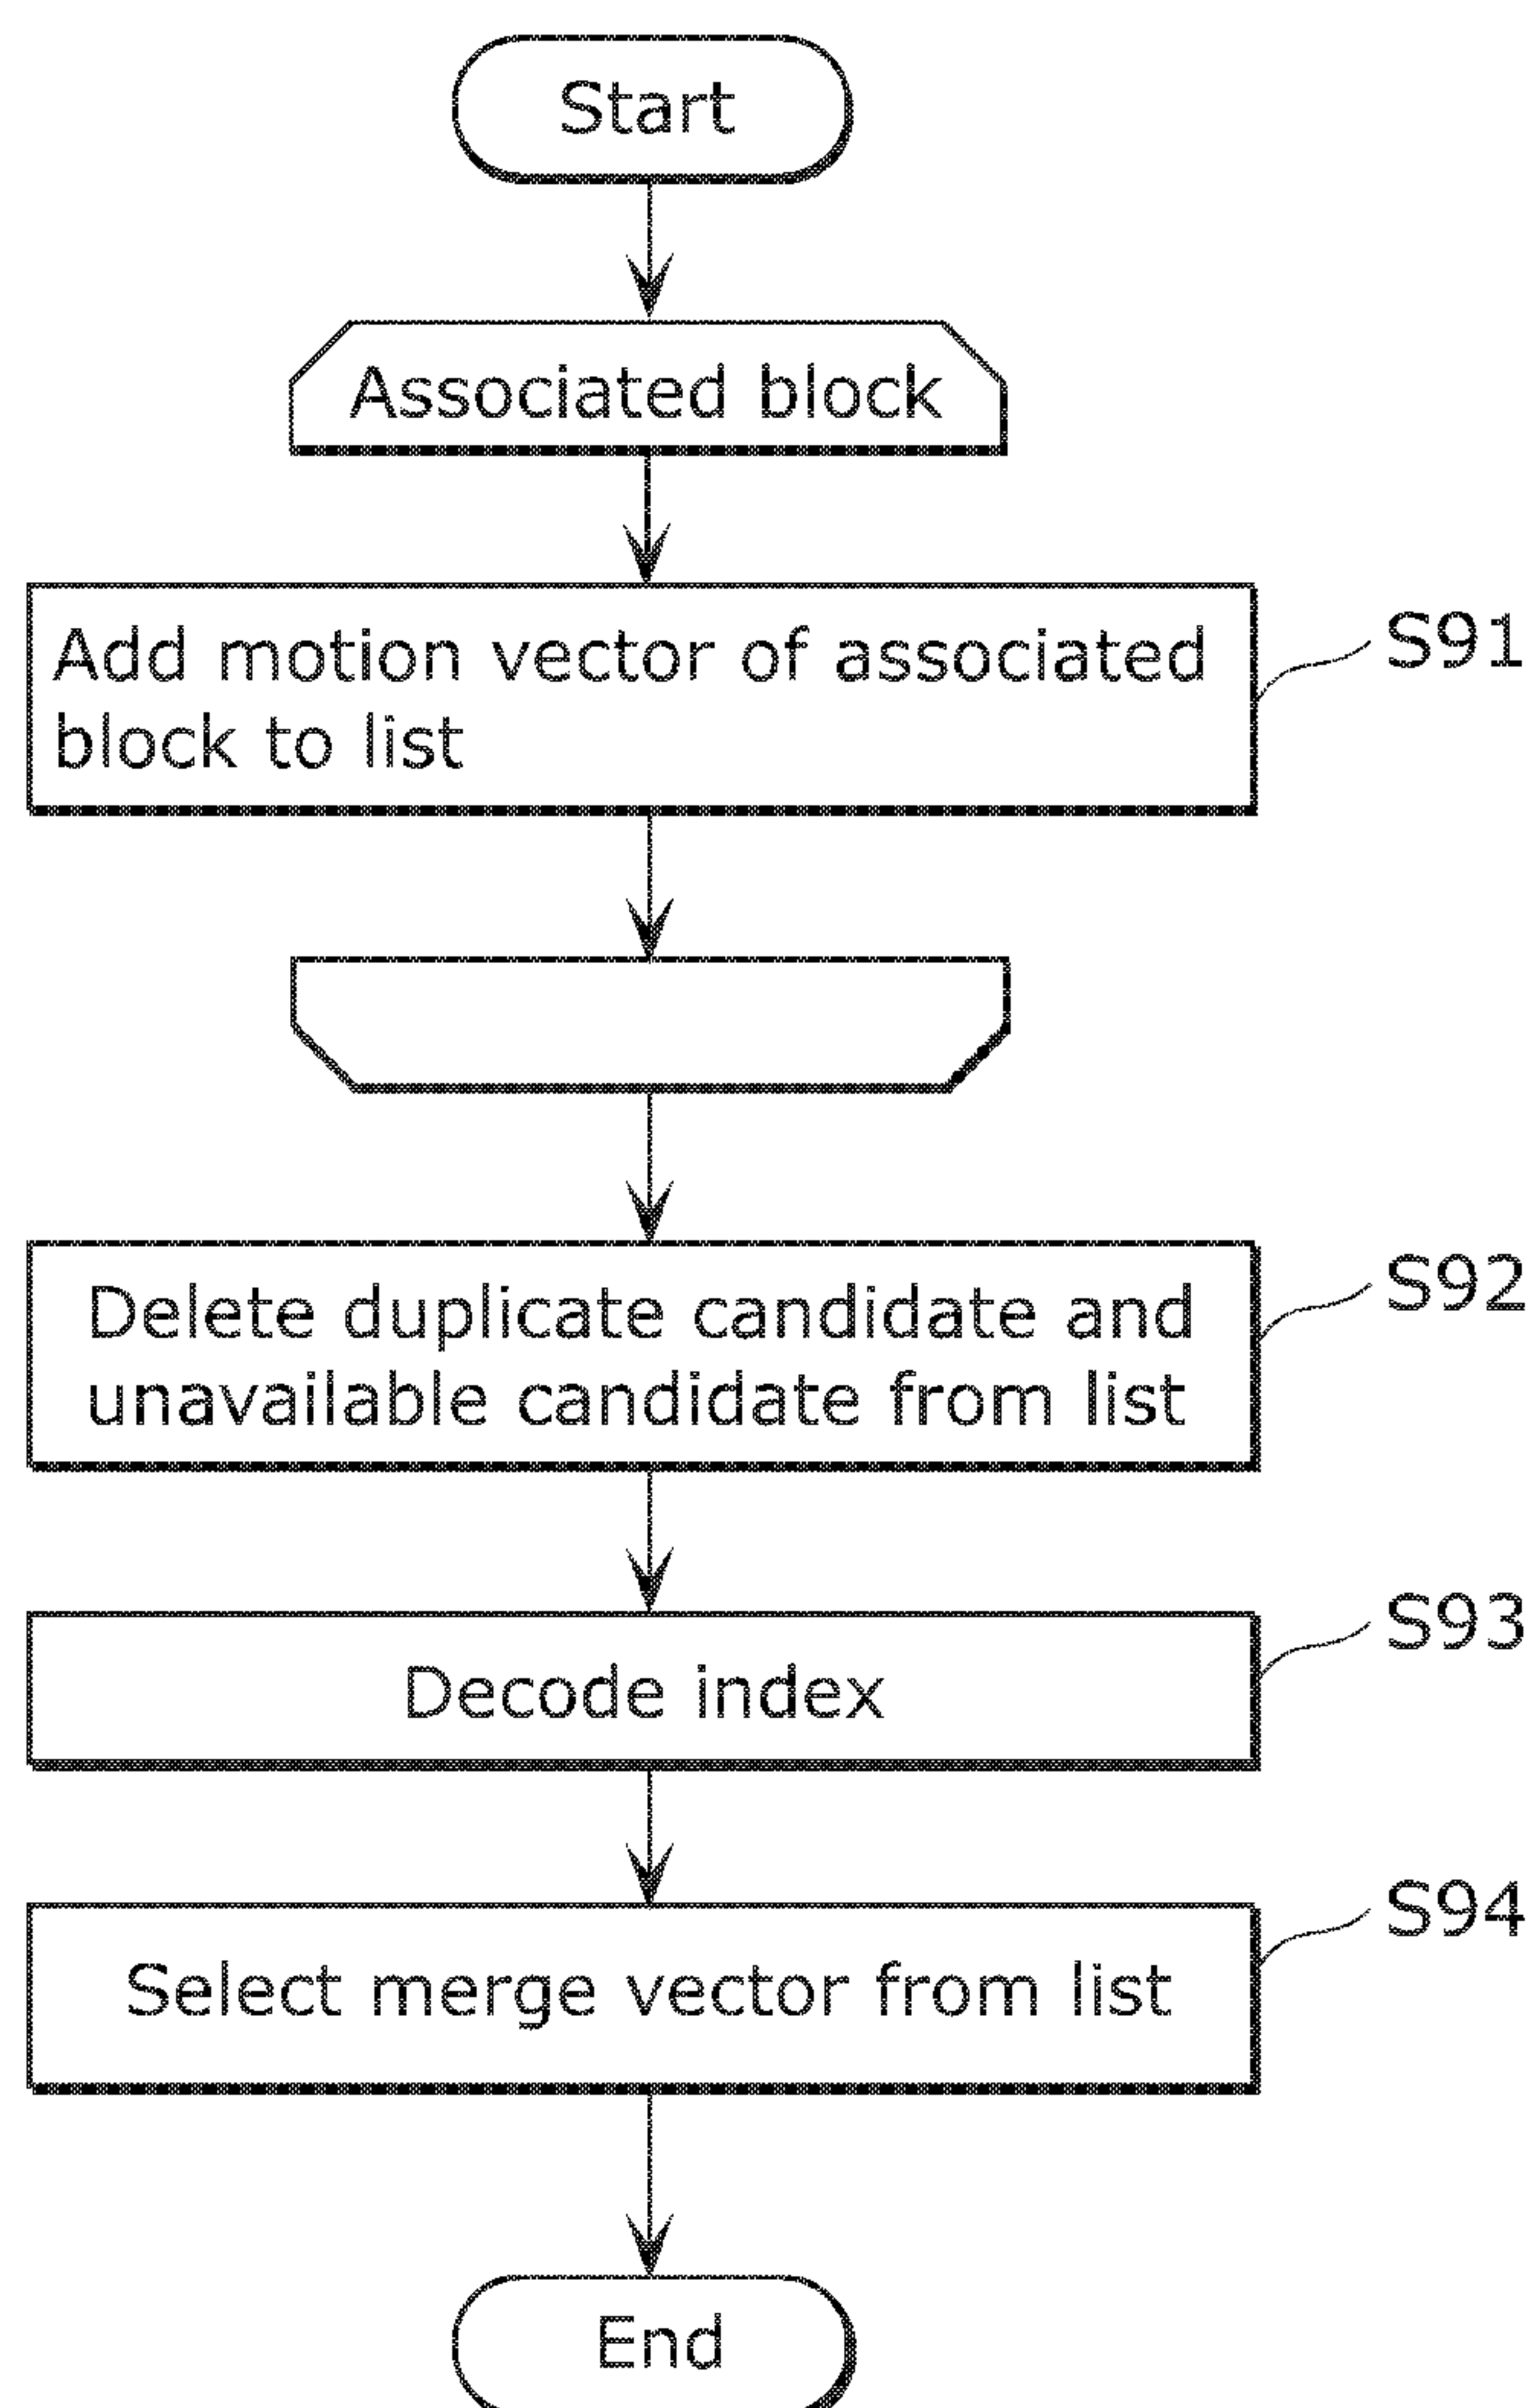 Start
Associated block
Add motion vector of associated
block to list
S91
Delete duplicate candidate and
unavailable candidate from list
S92
Decode index
S93
Select merge vector from list
S94
End